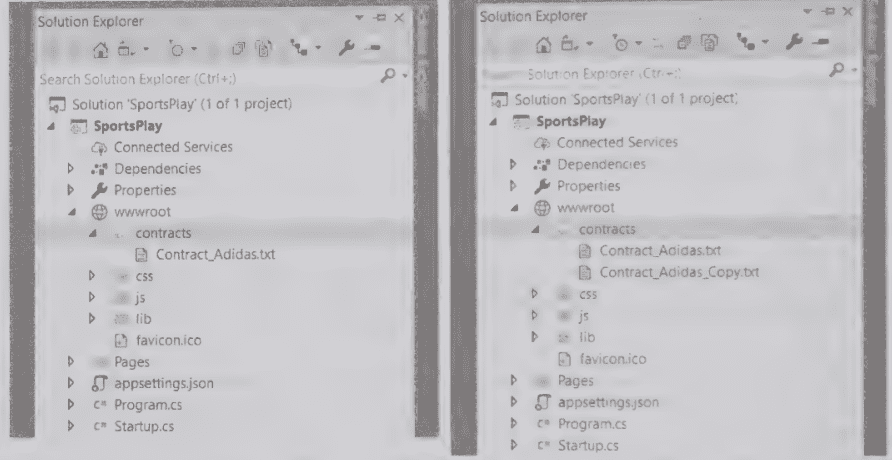 Solution Explorer
Search Solution Explorer (Ctrl+;)
Solution 'SportsPlay' (1 of 1 project)
SportsPlay
Connected Services
Dependencies
Properties
wwwroot
contracts
Contract_Adidas.txt
css
js
lib
favicon.ico
Pages
appsettings.json
C# Program.cs
C# Startup.cs
Solution Explorer
Solution Explorer (Ctrl+;)
Solution 'SportsPlay' (1 of 1 project)
SportsPlay
Connected Services
Dependencies
Properties
wwwroot
contracts
Contract_Adidas.txt
Contract_Adidas_Copy.txt
css
js
lib
favicon.ico
Pages
appsettings.json
C# Program.cs
C# Startup.cs